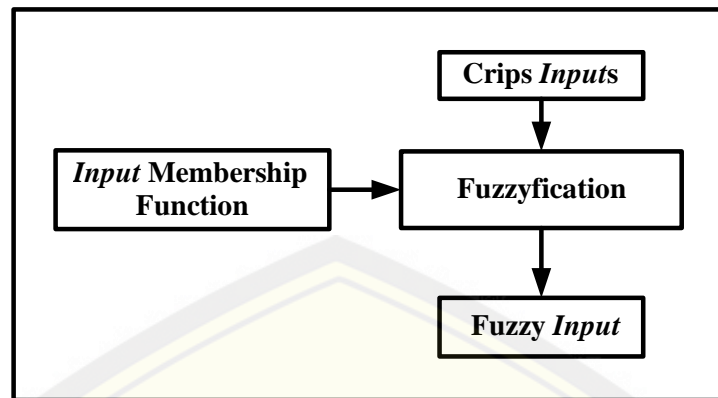 Crips Inputs
Input Membership
Function
Fuzzyfication
Fuzzy Input